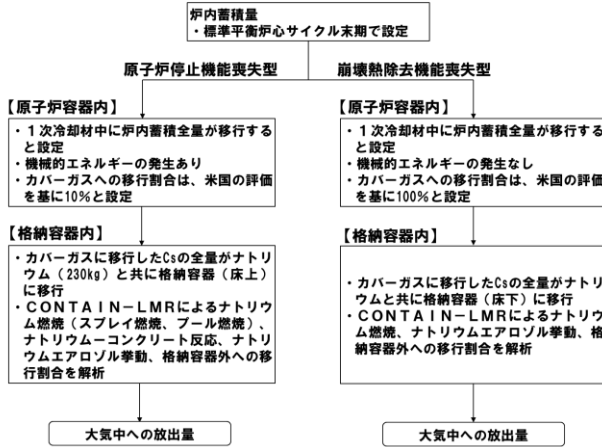 炉内蓄積量
・標準平衡炉心サイクル末期で設定
原子炉停止機能喪失型
崩壊熱除去機能喪失型
【原子炉容器内】
・１次冷却材中に炉内蓄積全量が移行する
と設定
・機械的エネルギーの発生あり
・カバーガスへの移行割合は、米国の評価
を基に10%と設定
【格納容器内】
・カバーガスに移行したCsの全量がナトリ
ウム（230kg）と共に格納容器（床上）
に移行
・ＣＯＮＴＡＩＮ－ＬＭＲによるナトリウ
ム燃焼（スプレイ燃焼、プール燃焼）、
ナトリウムーコンクリート反応、ナトリ
ウムエアロゾル挙動、格納容器外への移
行割合を解析
大気中への放出量
【原子炉容器内】
・１次冷却材中に炉内蓄積全量が移行する
と設定
・機械的エネルギーの発生なし
・カバーガスへの移行割合は、米国の評価
を基に100%と設定
【格納容器内】
・カバーガスに移行したCsの全量がナトリ
ウムと共に格納容器（床下）に移行
・ＣＯＮＴＡＩＮ－ＬＭＲによるナトリウ
ム燃焼、ナトリウムエアロゾル挙動、格
納容器外への移行割合を解析
大気中への放出量